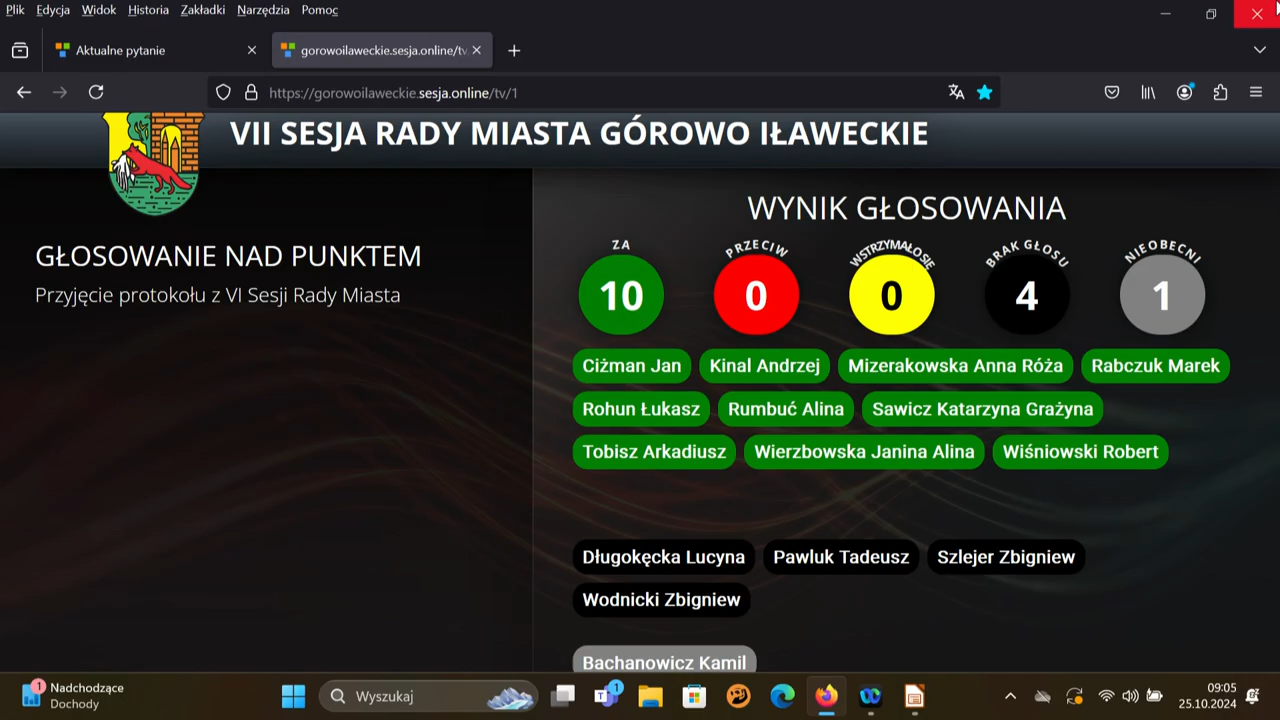 Plik Edycja Widok Historia Zakładki Narzędzia Pomoc
Aktualne pytanie
gorowoilaweckie.sesja.online/tv
https://gorowoilaweckie.sesja.online/tv/1
VII SESJA RADY MIASTA GÓROWO IŁAWECKIE
GŁOSOWANIE NAD PUNKTEM
Przyjęcie protokołu z VI Sesji Rady Miasta
WYNIK GŁOSOWANIA
ZA PRZECIW WSTRZYMAŁO SIĘ BRAK GŁOSU NIEOBECNI
10 0 0 4 1
Ciżman Jan Kinal Andrzej Mizerakowska Anna Róża Rabczuk Marek
Rohun Łukasz Rumbuć Alina Sawicz Katarzyna Grażyna
Tobisz Arkadiusz Wierzbowska Janina Alina Wiśniowski Robert
Długokęcka Lucyna Pawluk Tadeusz Szlejer Zbigniew
Wodnicki Zbigniew
Bachanowicz Kamil
1
Nadchodzące
Dochody
Wyszukaj
1
09:05
25.10.2024